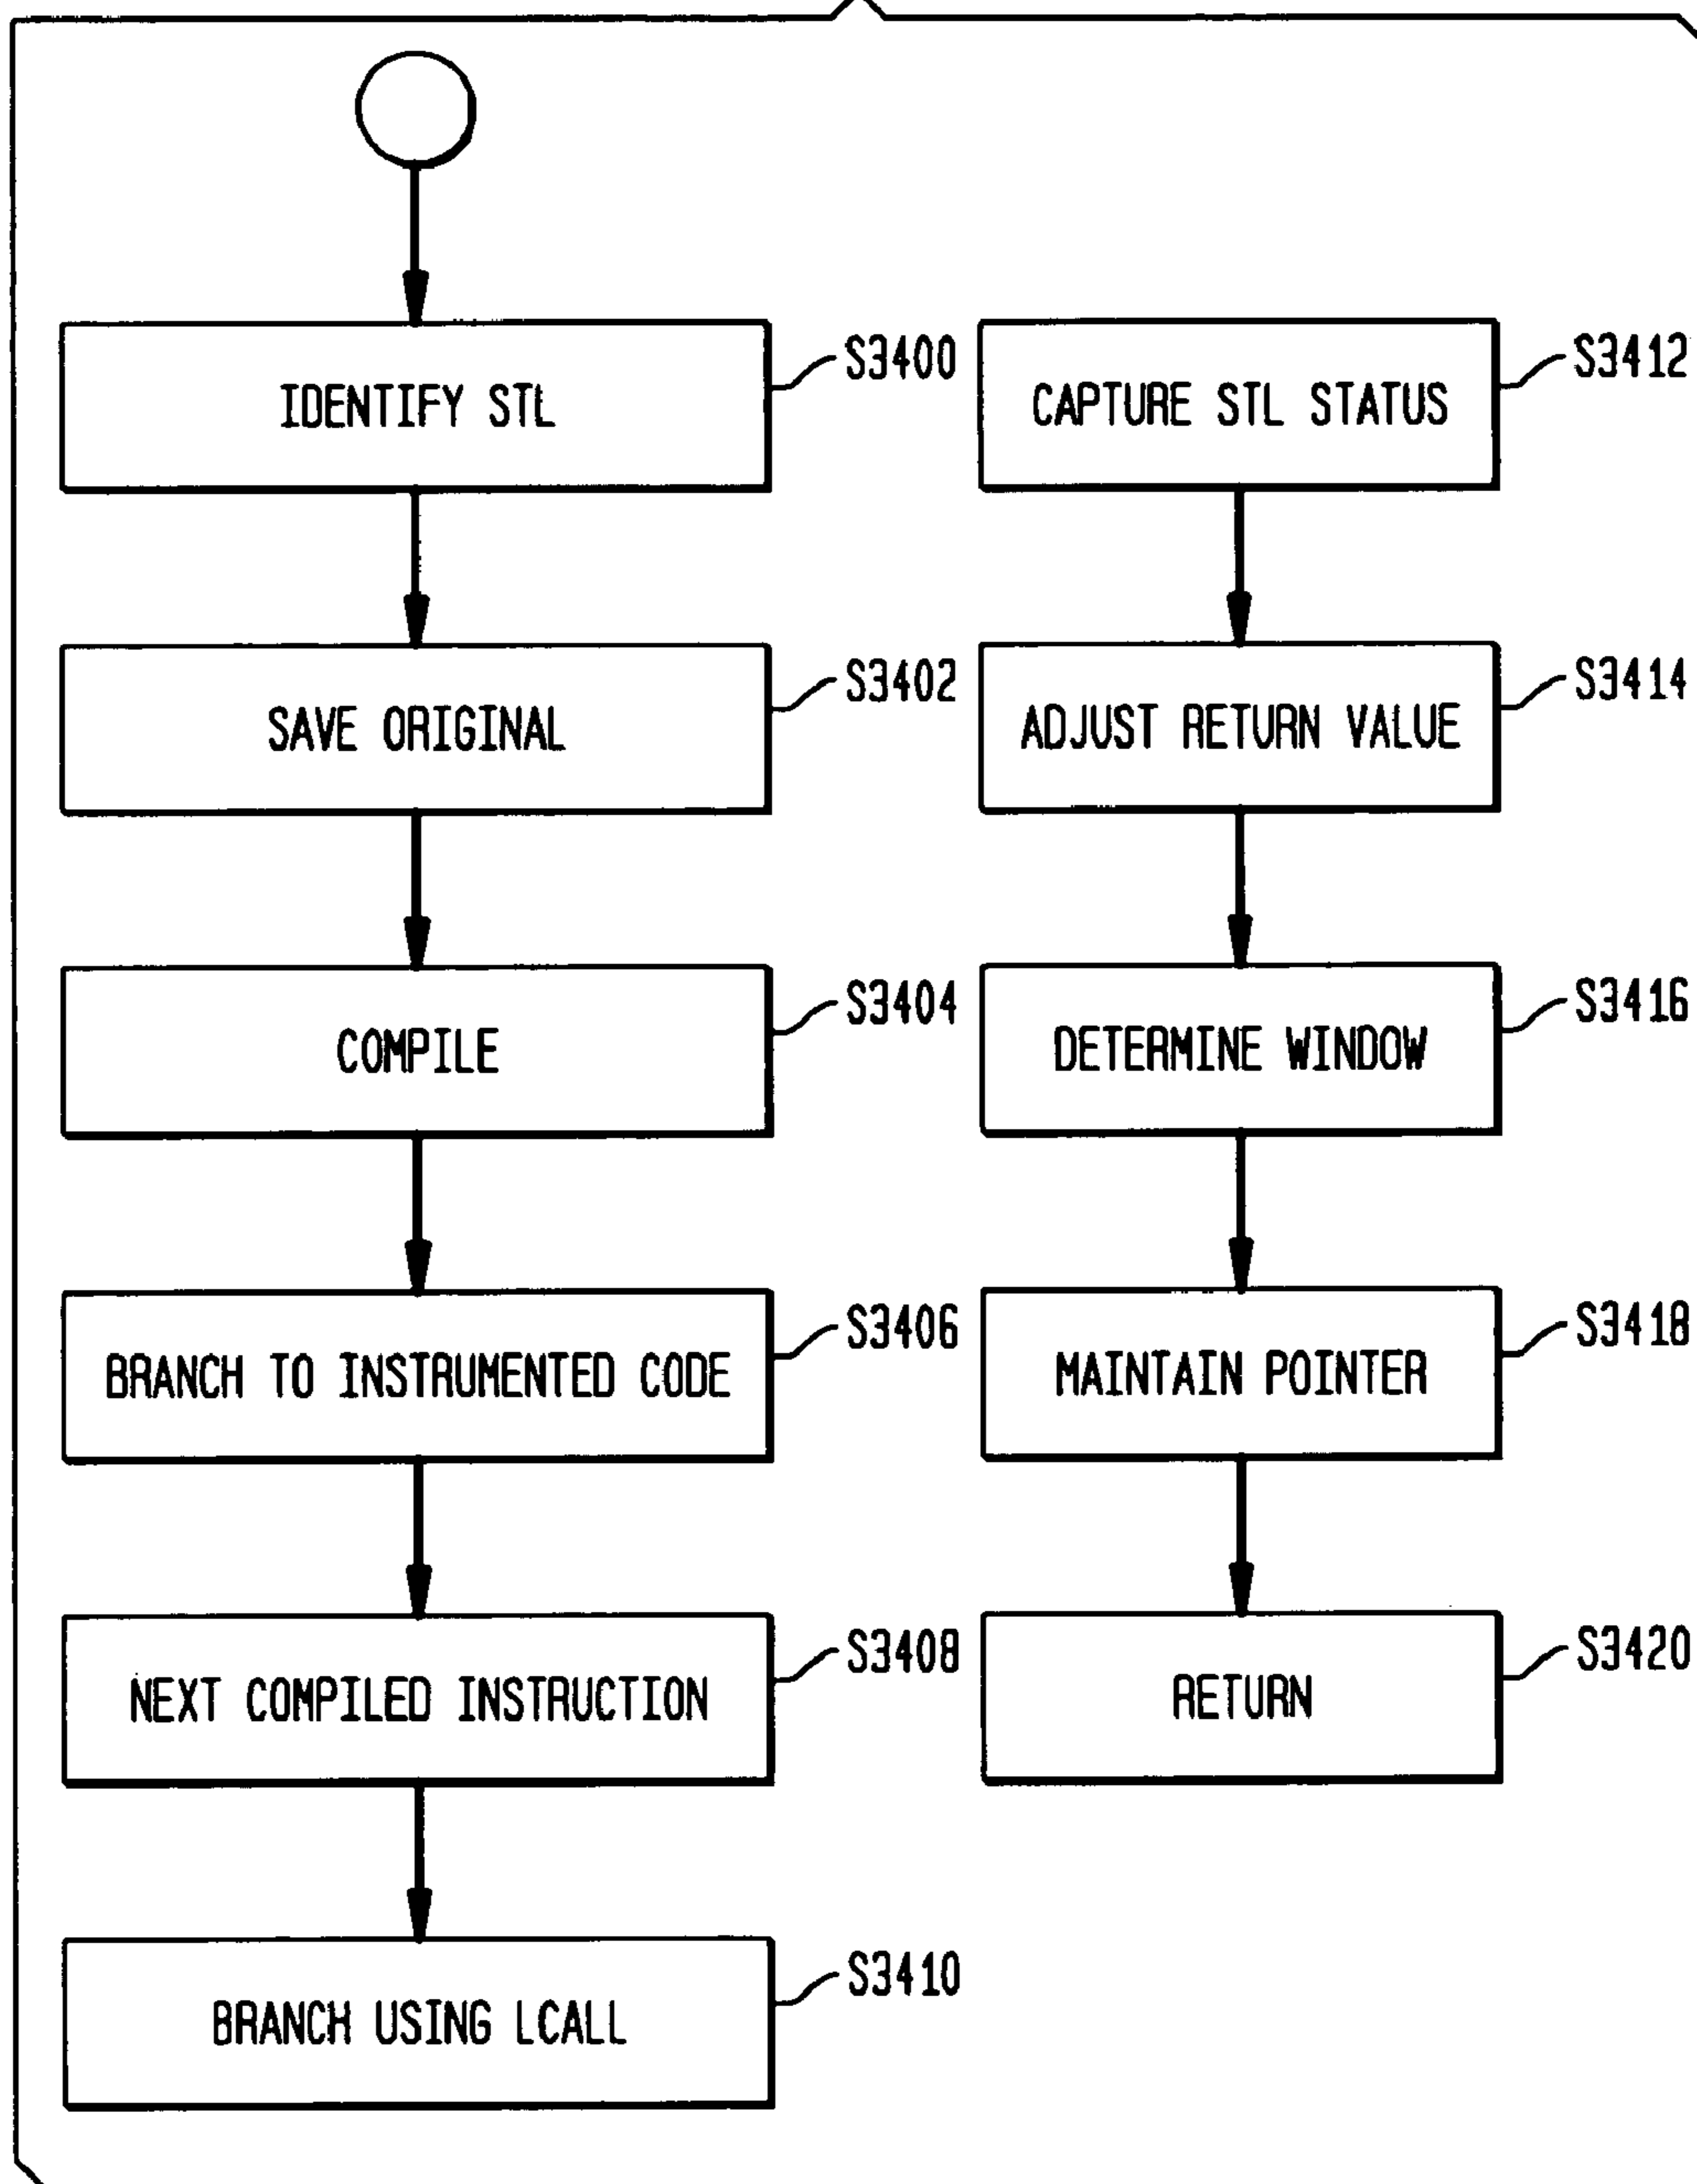 IDENTIFY STL
S3400
SAVE ORIGINAL
S3402
COMPILE
S3404
BRANCH TO INSTRUMENTED CODE
S3406
NEXT COMPILED INSTRUCTION
S3408
BRANCH USING LCALL
S3410
CAPTURE STL STATUS
S3412
ADJUST RETURN VALUE
S3414
DETERMINE WINDOW
S3416
MAINTAIN POINTER
S3418
RETURN
S3420